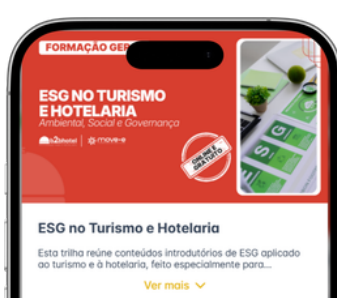 FORMAÇÃO GER
ESG NO TURISMO
E HOTELARIA
Ambiental, Social e Governança
b2bhotel move-e
ONLINE E
GRATUITO
E S G
ESG no Turismo e Hotelaria
Esta trilha reúne conteúdos introdutórios de ESG aplicado
ao turismo e à hotelaria, feito especialmente para....
Ver mais